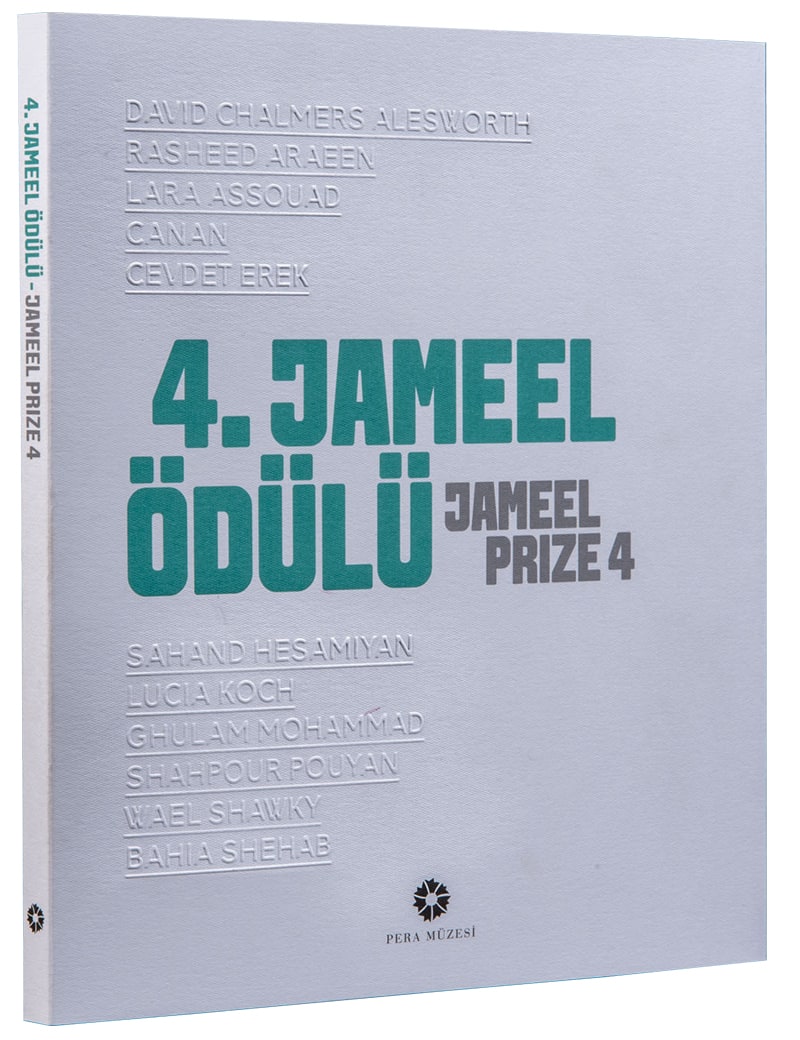 4. JAMEEL ÖDÜLÜ - JAMEEL PRIZE 4
DAVID CHALMERS ALESWORTH
RASHEED ARAEEN
LARA ASSOUAD
CANAN
CEVDET EREK
4. JAMEEL
ÖDÜLÜ
JAMEEL
PRIZE 4
SAHAND HESAMIYAN
LUCIA KOCH
GHULAM MOHAMMAD
SHAHPOUR POUYAN
WAEL SHAWKY
BAHIA SHEHAB
PERA MÜZESİ